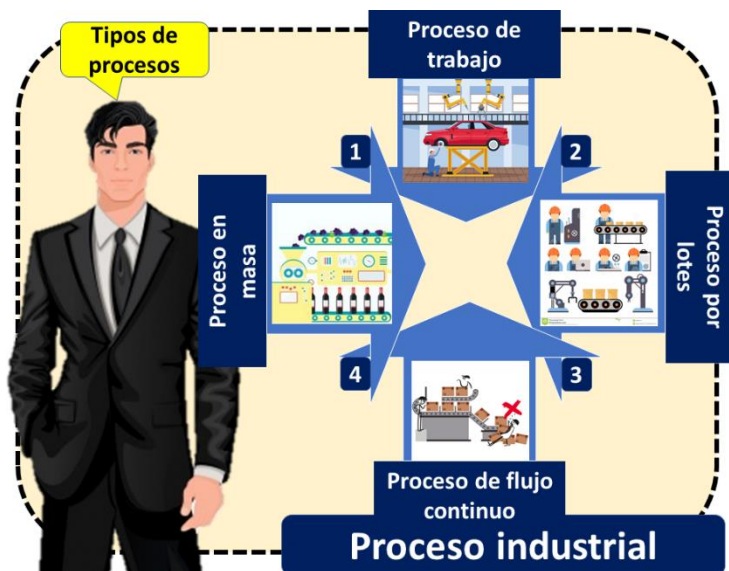 Tipos de
procesos
Proceso de
trabajo
1
2
Proceso en
masa
Proceso por
lotes
4
3
Proceso de flujo
continuo
Proceso industrial